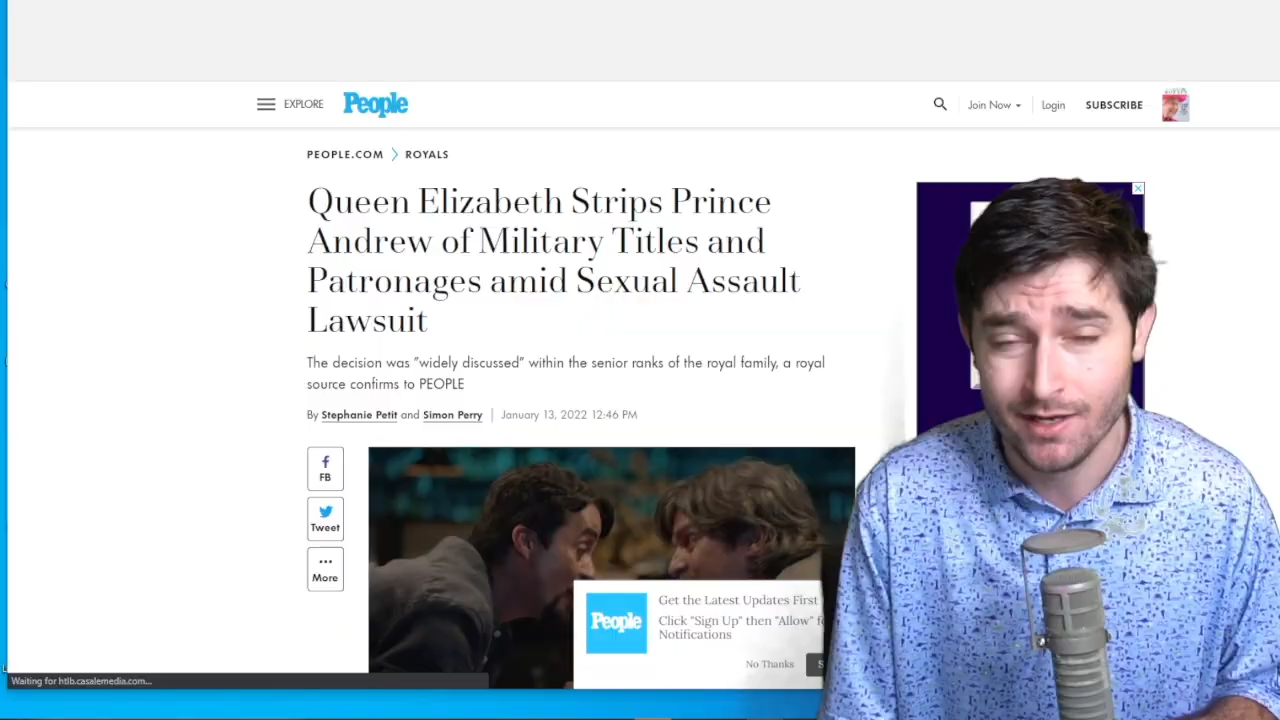 EXPLORE
People
Join Now
Login
SUBSCRIBE
PEOPLE.COM
ROYALS
Queen Elizabeth Strips Prince
Andrew of Military Titles and
Patronages amid Sexual Assault
Lawsuit
The decision was "widely discussed" within the senior ranks of the royal family, a royal
source confirms to PEOPLE
By Stephanie Petit and Simon Perry | January 13, 2022 12:46 PM
FB
Tweet
More
People
Get the Latest Updates First
Click "Sign Up" then "Allow"
Notifications
No Thanks
Waiting for htlb.casalemedia.com...